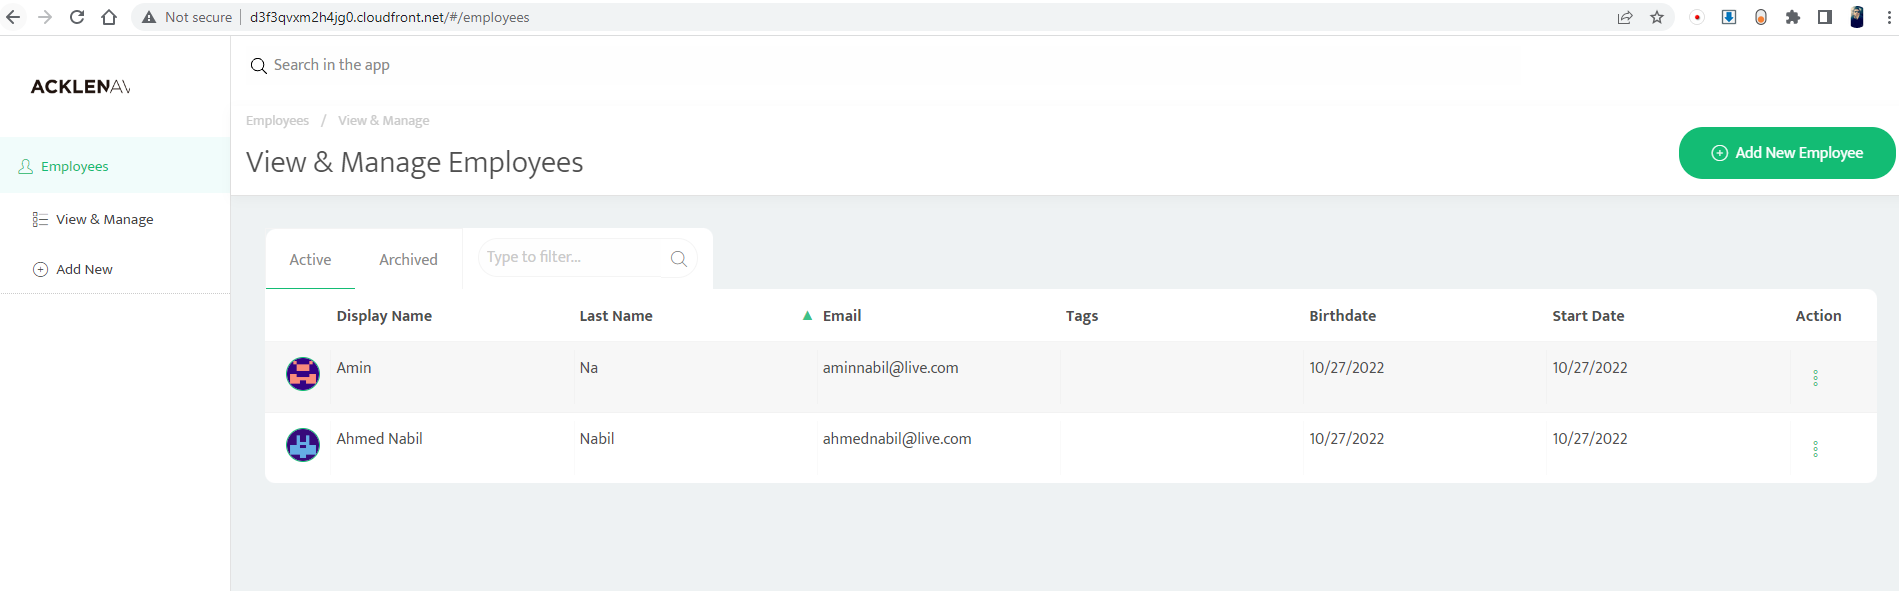 Not secure | d3f3qvxm2h4jg0.cloudfront.net/#/employees
ACKLENAV
Search in the app
Employees / View & Manage
View & Manage Employees
Add New Employee
Employees
View & Manage
Add New
Active Archived Type to filter...
Display Name Last Name Email Tags Birthdate Start Date Action
Amin Na aminnabil@live.com 10/27/2022 10/27/2022
Ahmed Nabil Nabil ahmednabil@live.com 10/27/2022 10/27/2022